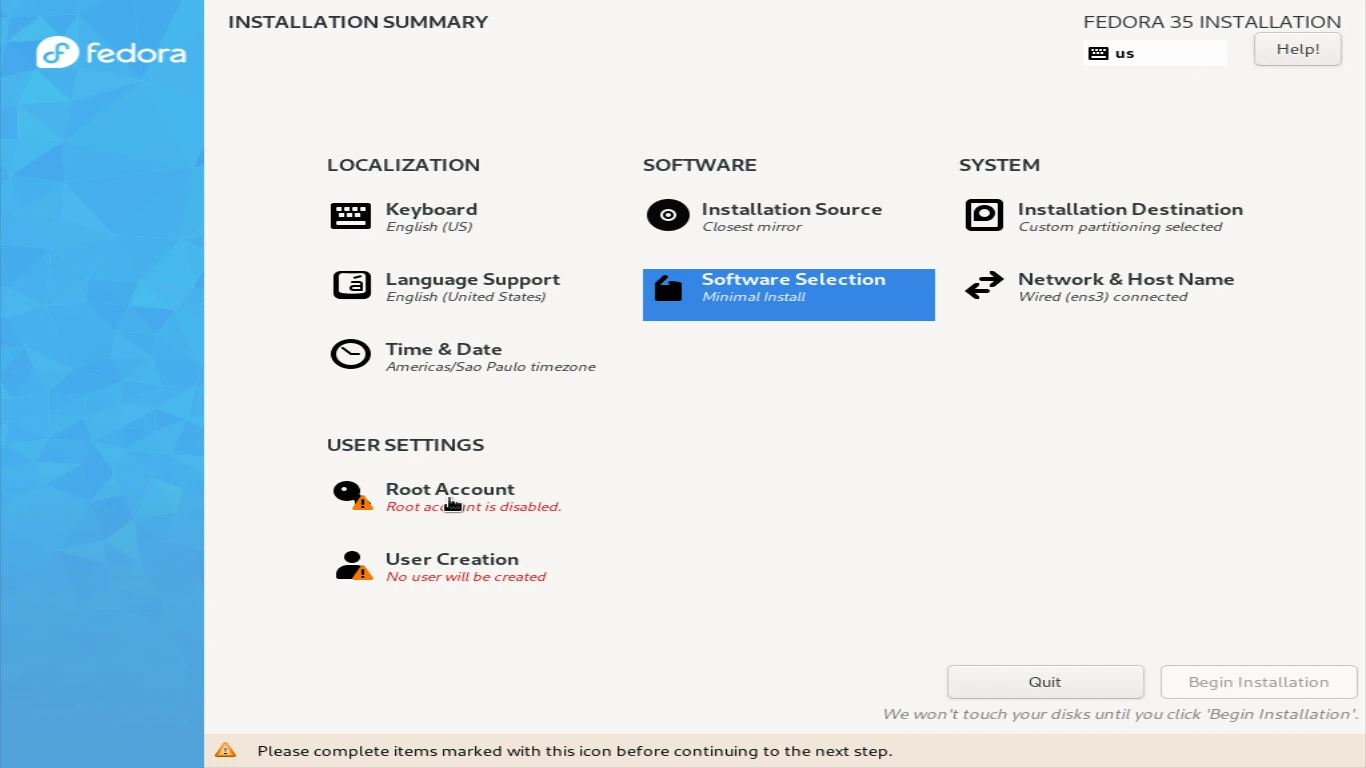 fedora
INSTALLATION SUMMARY
FEDORA 35 INSTALLATION
us
Help!
LOCALIZATION
Keyboard
English (US)
Language Support
English (United States)
Time & Date
Americas/Sao Paulo timezone
SOFTWARE
Installation Source
Closest mirror
Software Selection
Minimal Install
SYSTEM
Installation Destination
Custom partitioning selected
Network & Host Name
Wired (ens3) connected
USER SETTINGS
Root Account
Root account is disabled.
User Creation
No user will be created
Quit
Begin Installation
We won't touch your disks until you click 'Begin Installation'.
Please complete items marked with this icon before continuing to the next step.